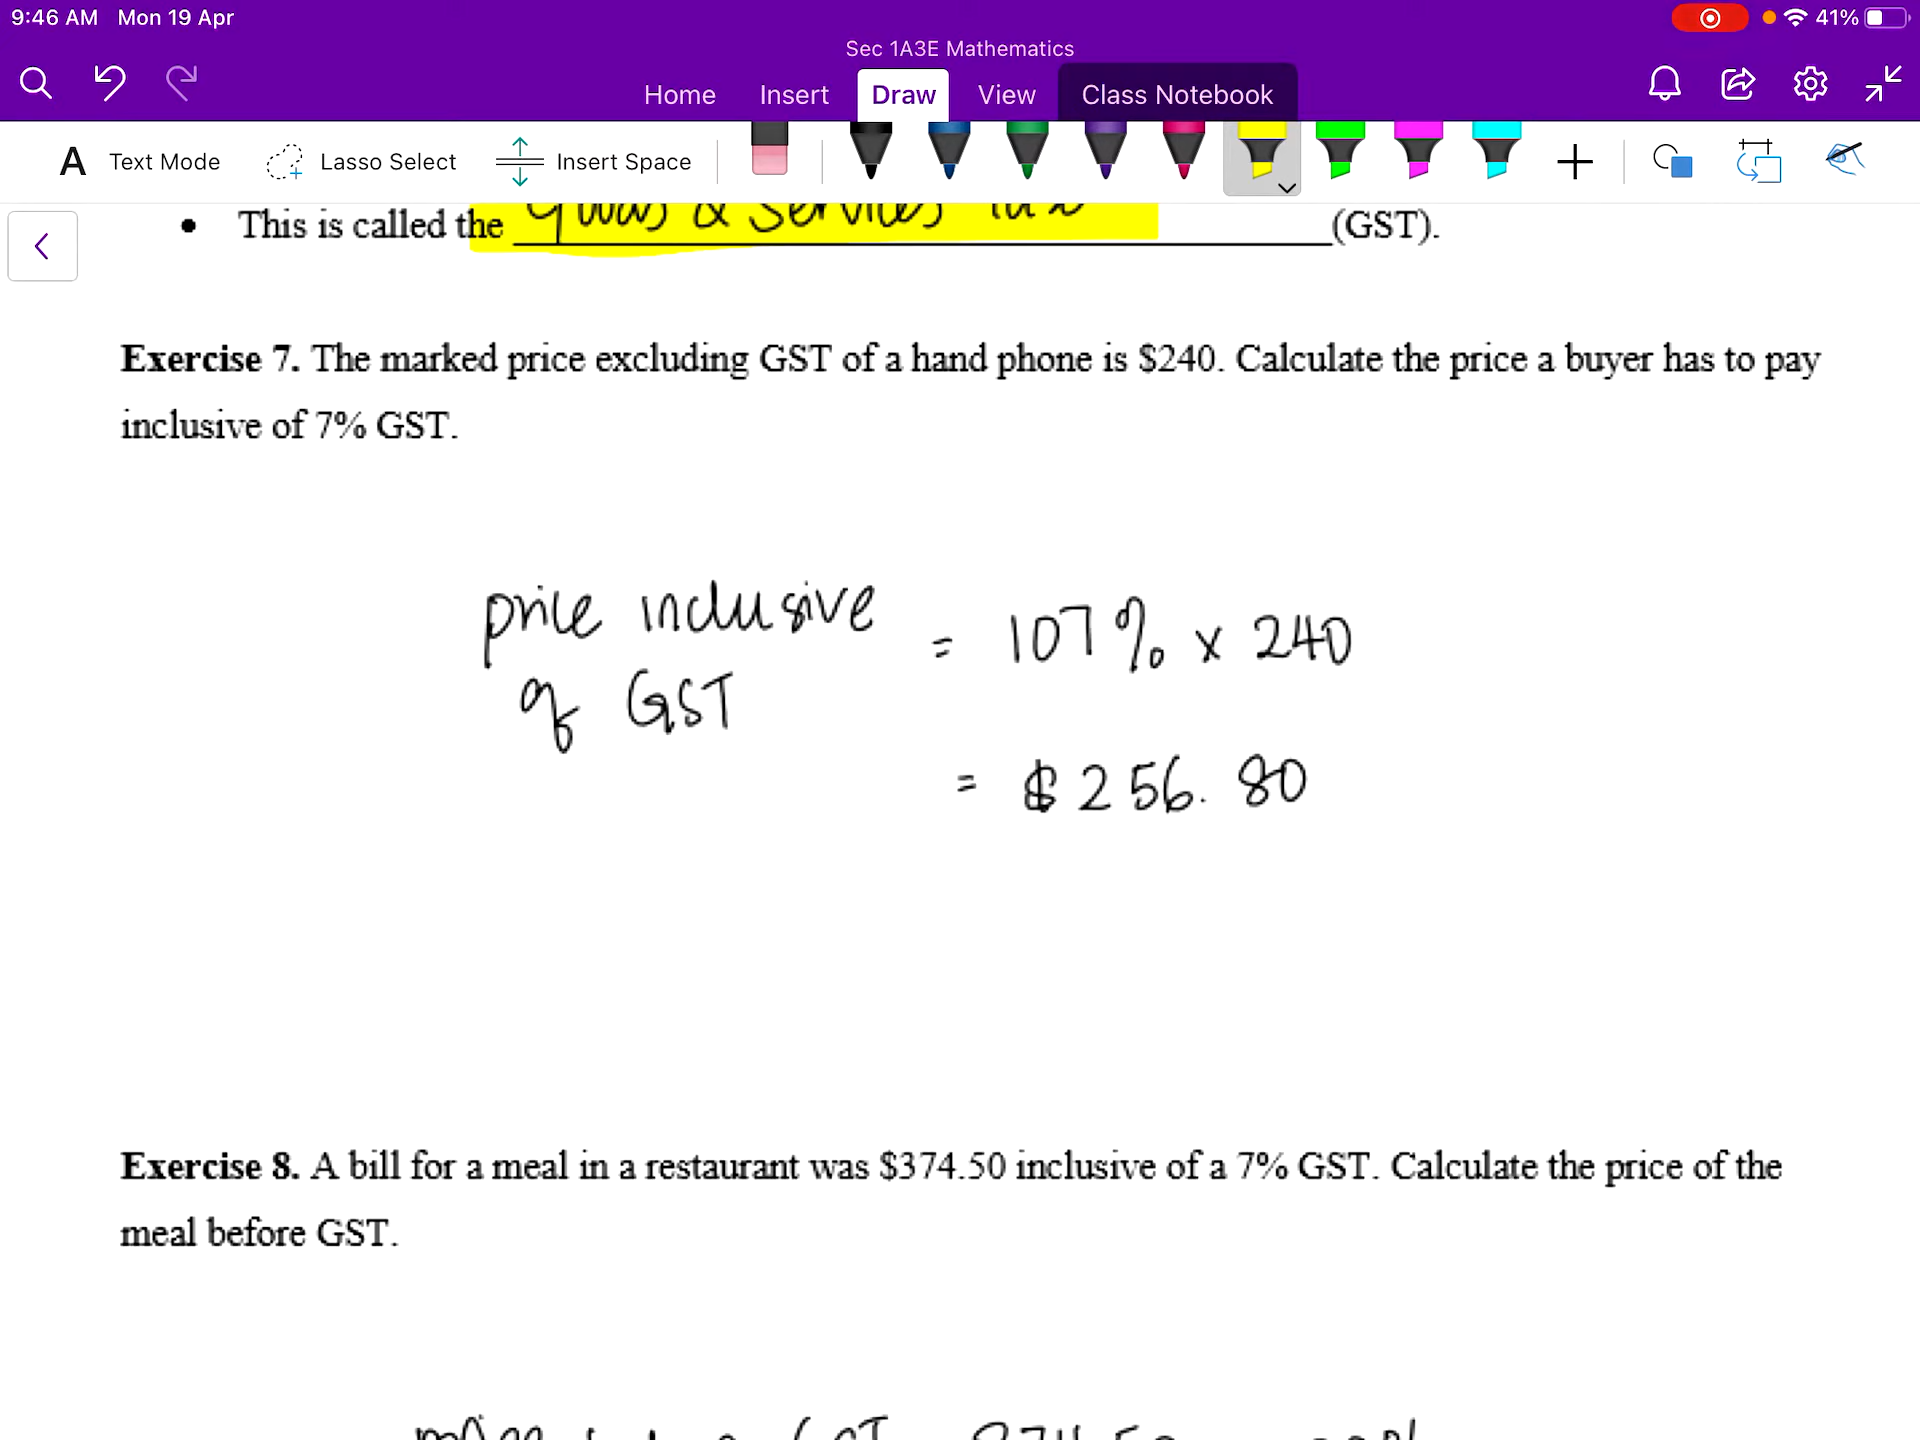 9:46 AM Mon 19 Apr
41%
Sec 1A3E Mathematics
Home Insert Draw View Class Notebook
A Text Mode Lasso Select Insert Space
• This is called the Goods & Services Tax (GST).
Exercise 7. The marked price excluding GST of a hand phone is $240. Calculate the price a buyer has to pay
inclusive of 7% GST.
price inclusive
of GST
= 107% x 240
= $256.80
Exercise 8. A bill for a meal in a restaurant was $374.50 inclusive of a 7% GST. Calculate the price of the
meal before GST.